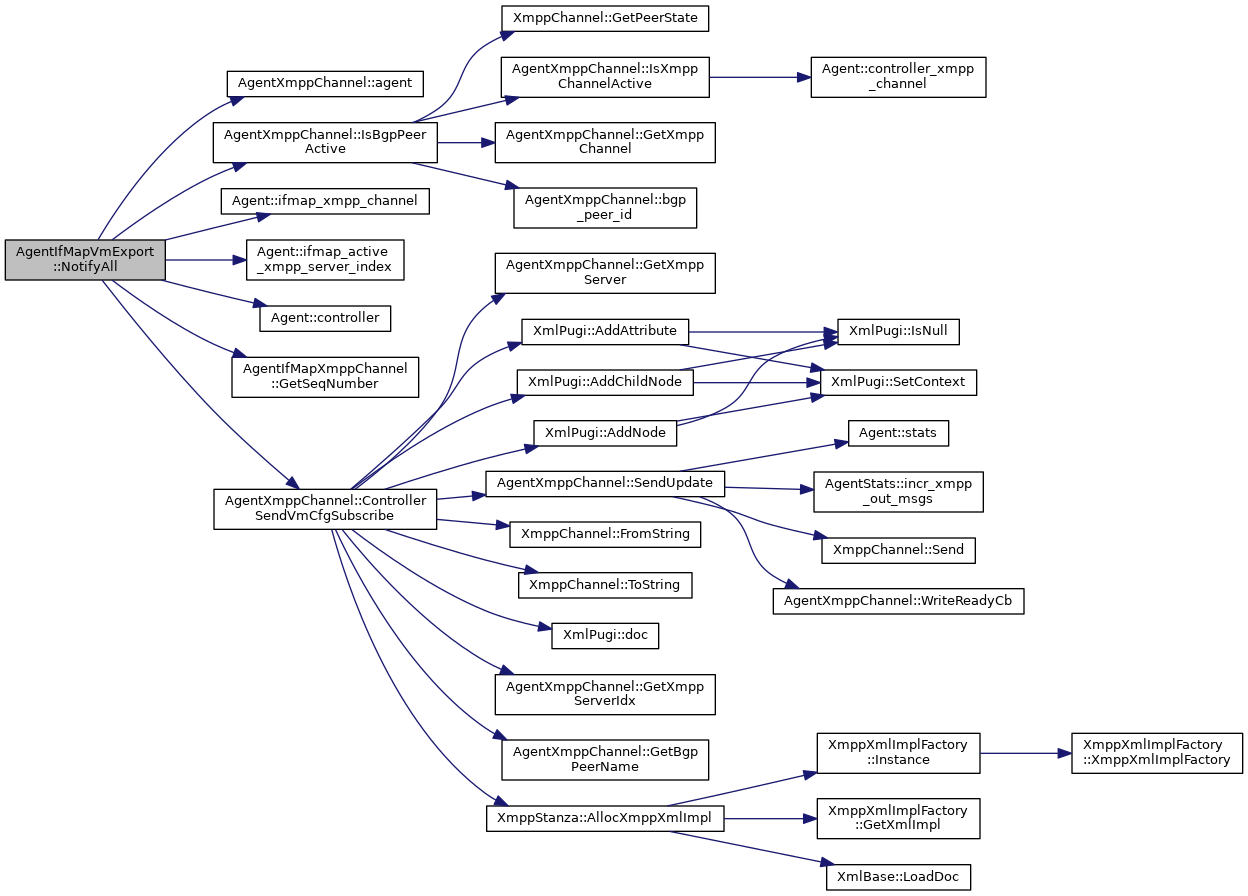 XmppChannel::GetPeerState
AgentXmppChannel::agent
AgentXmppChannel::IsXmpp
ChannelActive
Agent::controller_xmpp
_channel
AgentXmppChannel::IsBgpPeer
Active
AgentXmppChannel::GetXmpp
Channel
Agent::ifmap_xmpp_channel
AgentXmppChannel::bgp
_peer_id
AgentIfMapVmExport
::NotifyAll
Agent::ifmap_active
_xmpp_server_index
AgentXmppChannel::GetXmpp
Server
Agent::controller
XmlPugi::AddAttribute
XmlPugi::IsNull
AgentIfMapXmppChannel
::GetSeqNumber
XmlPugi::AddChildNode
XmlPugi::SetContext
XmlPugi::AddNode
Agent::stats
AgentXmppChannel::SendUpdate
AgentStats::incr_xmpp
_out_msgs
AgentXmppChannel::Controller
SendVmCfgSubscribe
XmppChannel::FromString
XmppChannel::Send
XmppChannel::ToString
AgentXmppChannel::WriteReadyCb
XmlPugi::doc
AgentXmppChannel::GetXmpp
ServerIdx
AgentXmppChannel::GetBgp
PeerName
XmppXmlImplFactory
::Instance
XmppXmlImplFactory
::XmppXmlImplFactory
XmppStanza::AllocXmppXmlImpl
XmppXmlImplFactory
::GetXmlImpl
XmlBase::LoadDoc